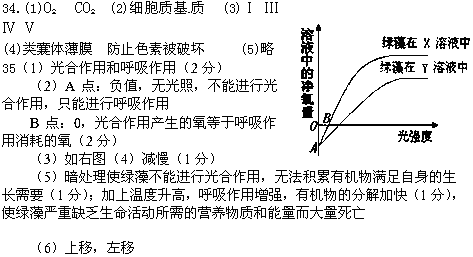 34.(1)O₂ CO₂ (2)细胞质基质 (3) Ⅰ Ⅲ
Ⅳ Ⅴ
(4)类囊体薄膜 防止色素被破坏 (5)略
35（1）光合作用和呼吸作用（2分）
（2）A 点：负值，无光照，不能进行光
合作用，只能进行呼吸作用
B 点：0，光合作用产生的氧等于呼吸作
用消耗的氧（2分）
（3）如右图（4）减慢（1分）
（5）暗处理使绿藻不能进行光合作用，无法积累有机物满足自身的生
长需要（1分）；加上温度升高，呼吸作用增强，有机物的分解加快（1分），
使绿藻严重缺乏生命活动所需的营养物质和能量而大量死亡
（6）上移，左移
溶液中的净氧量
绿藻在 X 溶液中
绿藻在 Y 溶液中
O
B
A
光强度